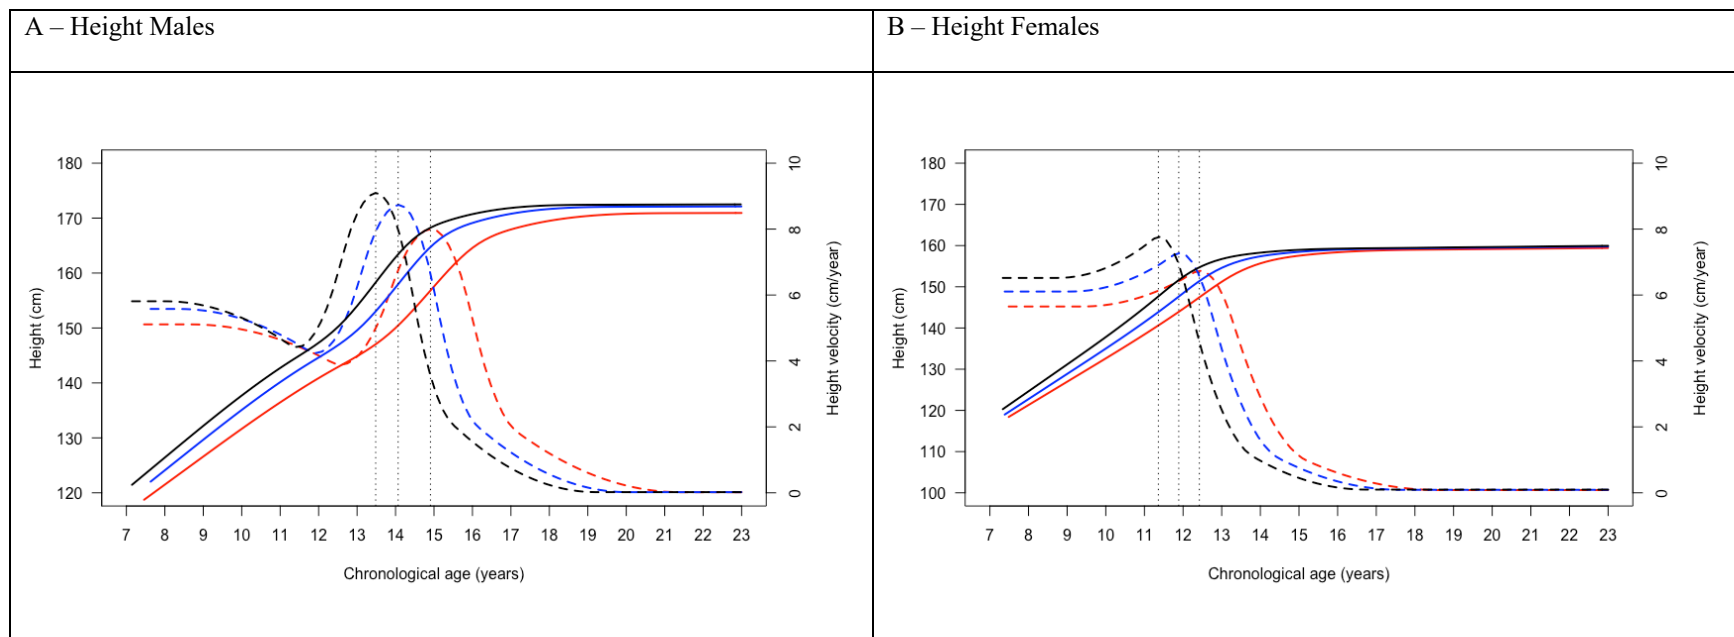 A – Height Males
B – Height Females
180
170
160
150
140
130
120
Height (cm)
10
8
6
4
2
0
Height velocity (cm/year)
7 8 9 10 11 12 13 14 15 16 17 18 19 20 21 22 23
Chronological age (years)
180
170
160
150
140
130
120
110
100
Height (cm)
10
8
6
4
2
0
Height velocity (cm/year)
7 8 9 10 11 12 13 14 15 16 17 18 19 20 21 22 23
Chronological age (years)